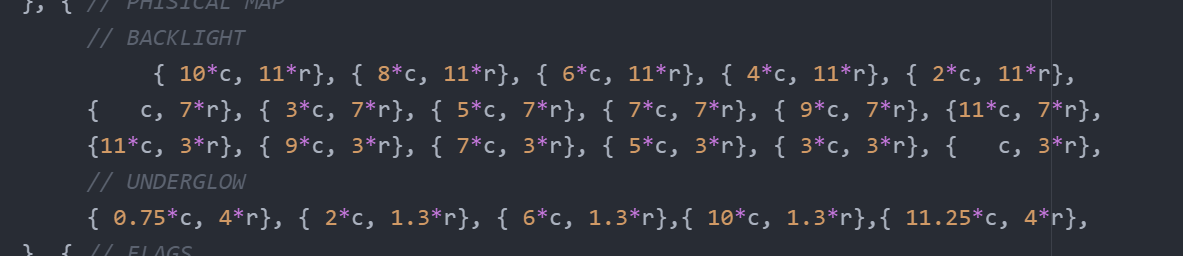 }, { // PHISICAL MAP
// BACKLIGHT
{ 10*c, 11*r}, { 8*c, 11*r}, { 6*c, 11*r}, { 4*c, 11*r}, { 2*c, 11*r},
{   c, 7*r}, { 3*c, 7*r}, { 5*c, 7*r}, { 7*c, 7*r}, { 9*c, 7*r}, {11*c, 7*r},
{11*c, 3*r}, { 9*c, 3*r}, { 7*c, 3*r}, { 5*c, 3*r}, { 3*c, 3*r}, {   c, 3*r},
// UNDERGLOW
{ 0.75*c, 4*r}, { 2*c, 1.3*r}, { 6*c, 1.3*r},{ 10*c, 1.3*r},{ 11.25*c, 4*r},
}, { // FLAGS